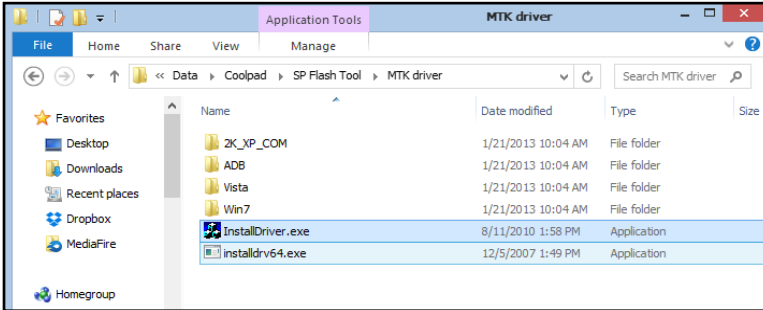 Application Tools MTK driver
File Home Share View Manage
« Data Coolpad SP Flash Tool MTK driver Search MTK driver
Name Date modified Type Size
Favorites
Desktop
Downloads
Recent places
Dropbox
MediaFire
Homegroup
2K_XP_COM 1/21/2013 10:04 AM File folder
ADB 1/21/2013 10:04 AM File folder
Vista 1/21/2013 10:04 AM File folder
Win7 1/21/2013 10:04 AM File folder
InstallDriver.exe 8/11/2010 1:58 PM Application
installdrv64.exe 12/5/2007 1:49 PM Application